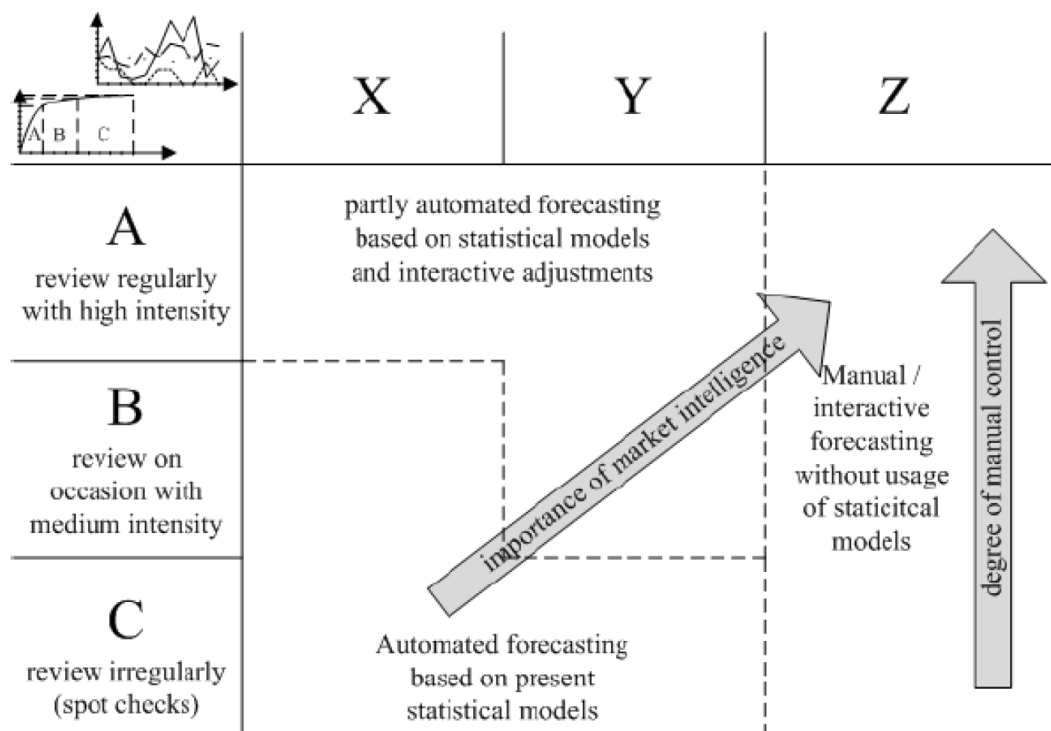 A
B
C
X
Y
Z
A
review regularly
with high intensity
partly automated forecasting
based on statistical models
and interactive adjustments
B
review on
occasion with
medium intensity
importance of market intelligence
Manual /
interactive
forecasting
without usage
of staticitcal
models
degree of manual control
C
review irregularly
(spot checks)
Automated forecasting
based on present
statistical models